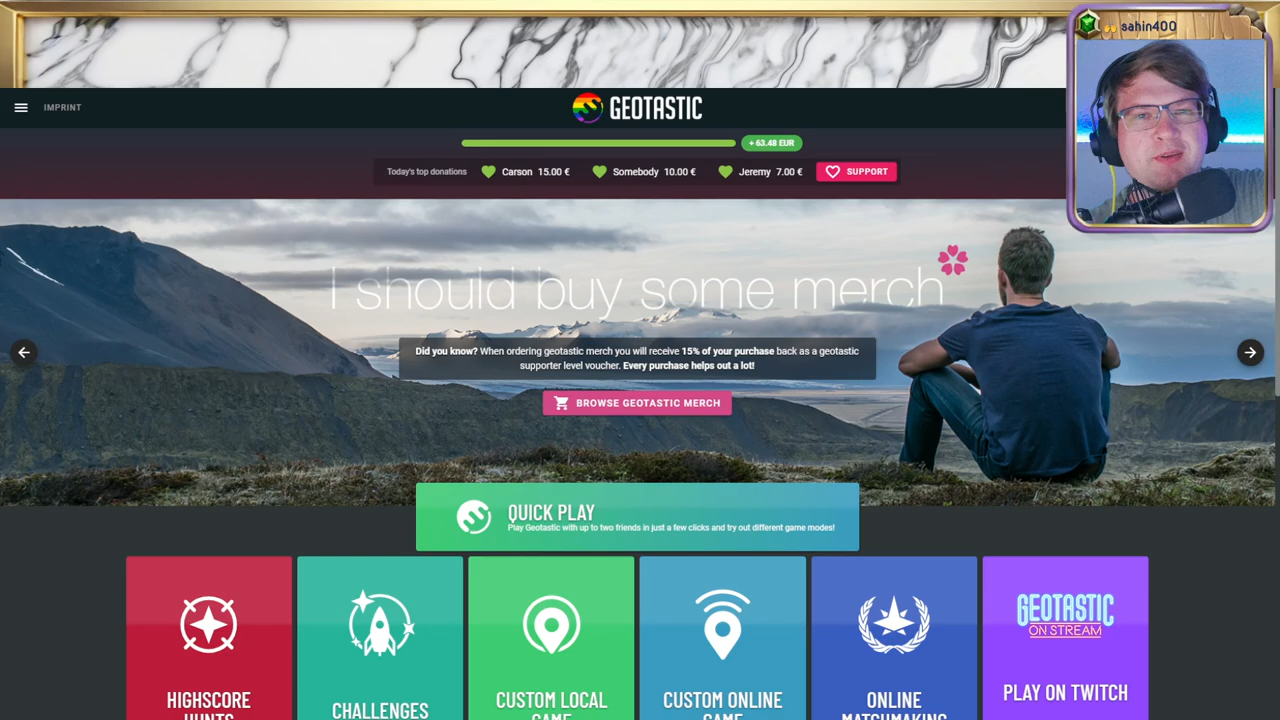 sahin400
IMPRINT
GEOTASTIC
+ 63.48 EUR
Today's top donations Carson 15.00 € Somebody 10.00 € Jeremy 7.00 € SUPPORT
I should buy some merch
Did you know? When ordering geotastic merch you will receive 15% of your purchase back as a geotastic
supporter level voucher. Every purchase helps out a lot!
BROWSE GEOTASTIC MERCH
QUICK PLAY
Play Geotastic with up to two friends in just a few clicks and try out different game modes!
HIGHSCORE
HUNTS
CHALLENGES
CUSTOM LOCAL
GAME
CUSTOM ONLINE
GAME
ONLINE
MATCHMAKING
GEOTASTIC
ON STREAM
PLAY ON TWITCH